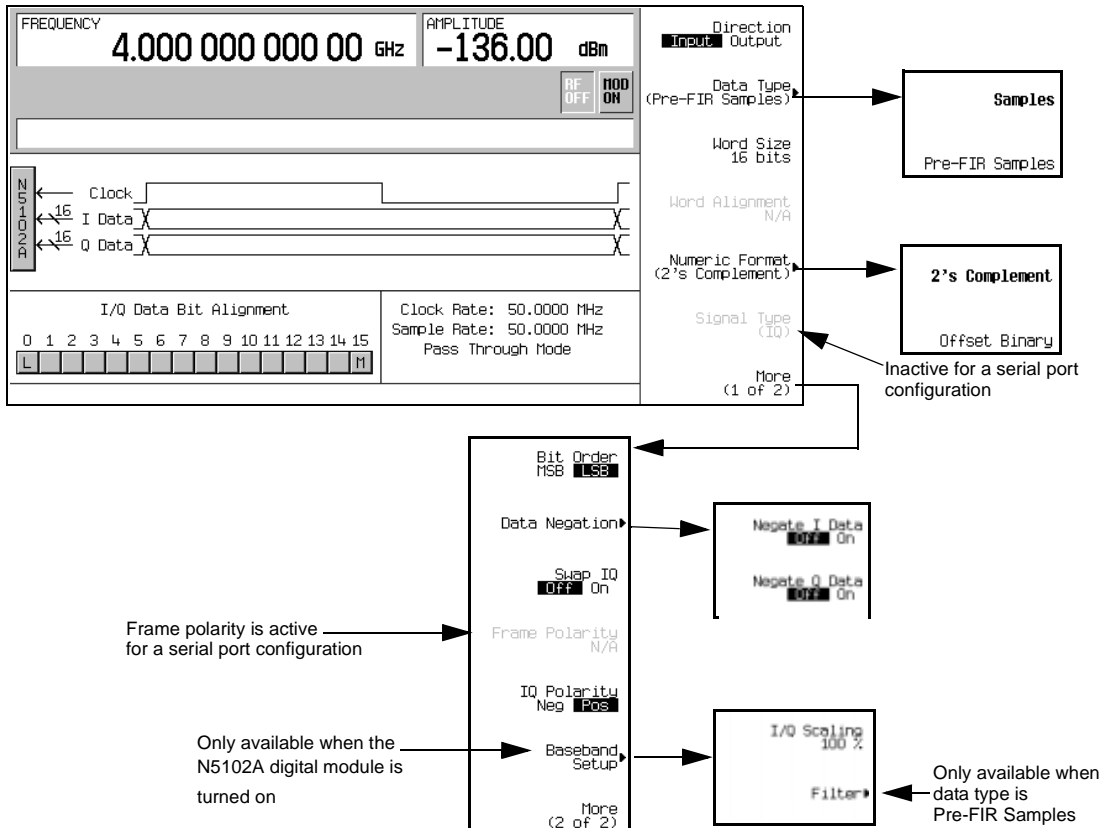 FREQUENCY
4.000 000 000 00 GHz
AMPLITUDE
-136.00 dBm
RF OFF
MOD ON
Direction
Input Output
Data Type
(Pre-FIR Samples)
Word Size
16 bits
Word Alignment
N/A
Numeric Format
(2's Complement)
Signal Type
(IQ)
More
(1 of 2)
N5102A
Clock
16 I Data
16 Q Data
I/Q Data Bit Alignment
0 1 2 3 4 5 6 7 8 9 10 11 12 13 14 15
L M
Clock Rate: 50.0000 MHz
Sample Rate: 50.0000 MHz
Pass Through Mode
Samples
Pre-FIR Samples
2's Complement
Offset Binary
Inactive for a serial port
configuration
Bit Order
MSB LSB
Data Negation
Swap IQ
Off On
Frame Polarity
N/A
IQ Polarity
Neg Pos
Baseband
Setup
More
(2 of 2)
Negate I Data
Off On
Negate Q Data
Off On
Frame polarity is active
for a serial port configuration
Only available when the
N5102A digital module is
turned on
I/Q Scaling
100 %
Filter
Only available when
data type is
Pre-FIR Samples